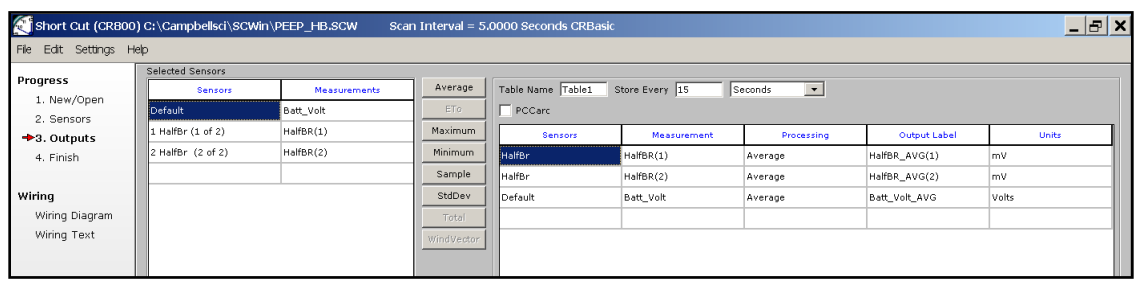 Short Cut (CR800) C:\Campbellsci\SCWin\PEEP_HB.SCW Scan Interval = 5.0000 Seconds CRBasic
File Edit Settings Help
Progress
1. New/Open
2. Sensors
3. Outputs
4. Finish
Wiring
Wiring Diagram
Wiring Text
Selected Sensors
Sensors Measurements
Default Batt_Volt
1 HalfBr (1 of 2) HalfBR(1)
2 HalfBr (2 of 2) HalfBR(2)
Average
ETo
Maximum
Minimum
Sample
StdDev
Total
WindVector
Table Name Table1 Store Every 15 Seconds
PCCarc
Sensors Measurement Processing Output Label Units
HalfBr HalfBR(1) Average HalfBR_AVG(1) mV
HalfBr HalfBR(2) Average HalfBR_AVG(2) mV
Default Batt_Volt Average Batt_Volt_AVG Volts